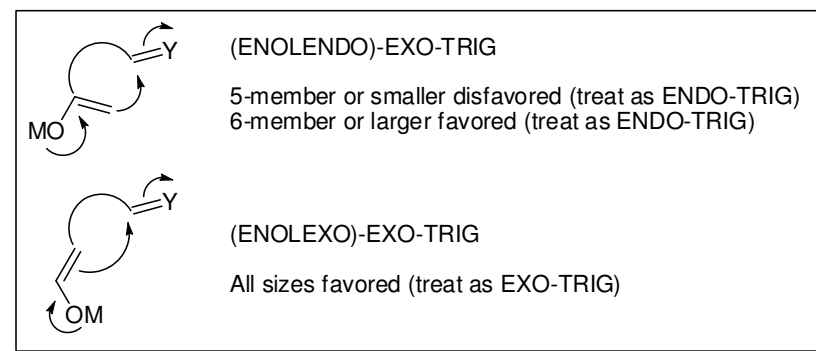 Y
(ENOLENDO)-EXO-TRIG
5-member or smaller disfavored (treat as ENDO-TRIG)
6-member or larger favored (treat as ENDO-TRIG)
MO
Y
(ENOLEXO)-EXO-TRIG
All sizes favored (treat as EXO-TRIG)
OM